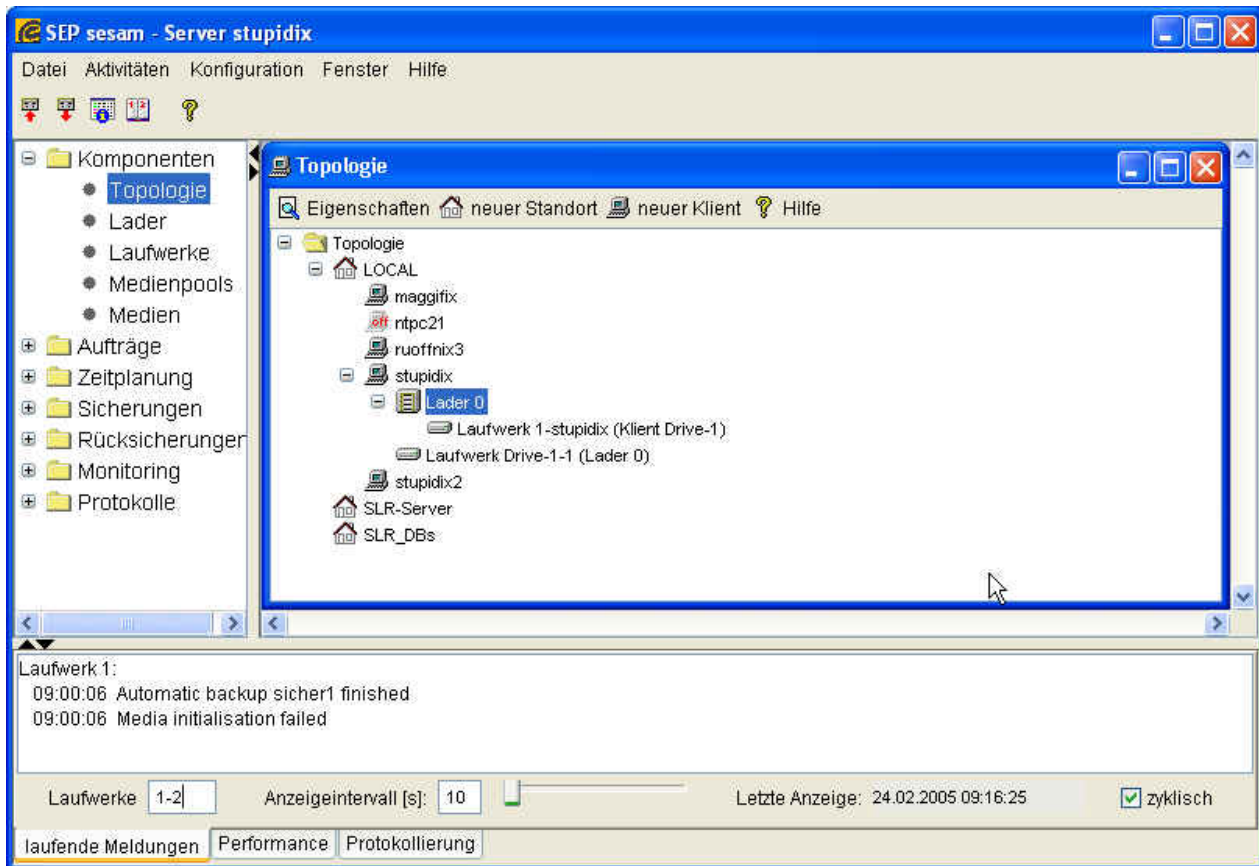 SEP sesam - Server stupidix
Datei Aktivitäten Konfiguration Fenster Hilfe
Komponenten
Topologie
Lader
Laufwerke
Medienpools
Medien
Aufträge
Zeitplanung
Sicherungen
Rücksicherungen
Monitoring
Protokolle
Topologie
Eigenschaften neuer Standort neuer Klient Hilfe
Topologie
LOCAL
maggifix
off ntpc21
ruoffnix3
stupidix
Lader 0
Laufwerk 1-stupidix (Klient Drive-1)
Laufwerk Drive-1-1 (Lader 0)
stupidix2
SLR-Server
SLR_DBs
Laufwerk 1:
09:00:06 Automatic backup sicher1 finished
09:00:06 Media initialisation failed
Laufwerke 1-2 Anzeigeintervall [s]: 10 Letzte Anzeige: 24.02.2005 09:16:25 zyklisch
laufende Meldungen Performance Protokollierung